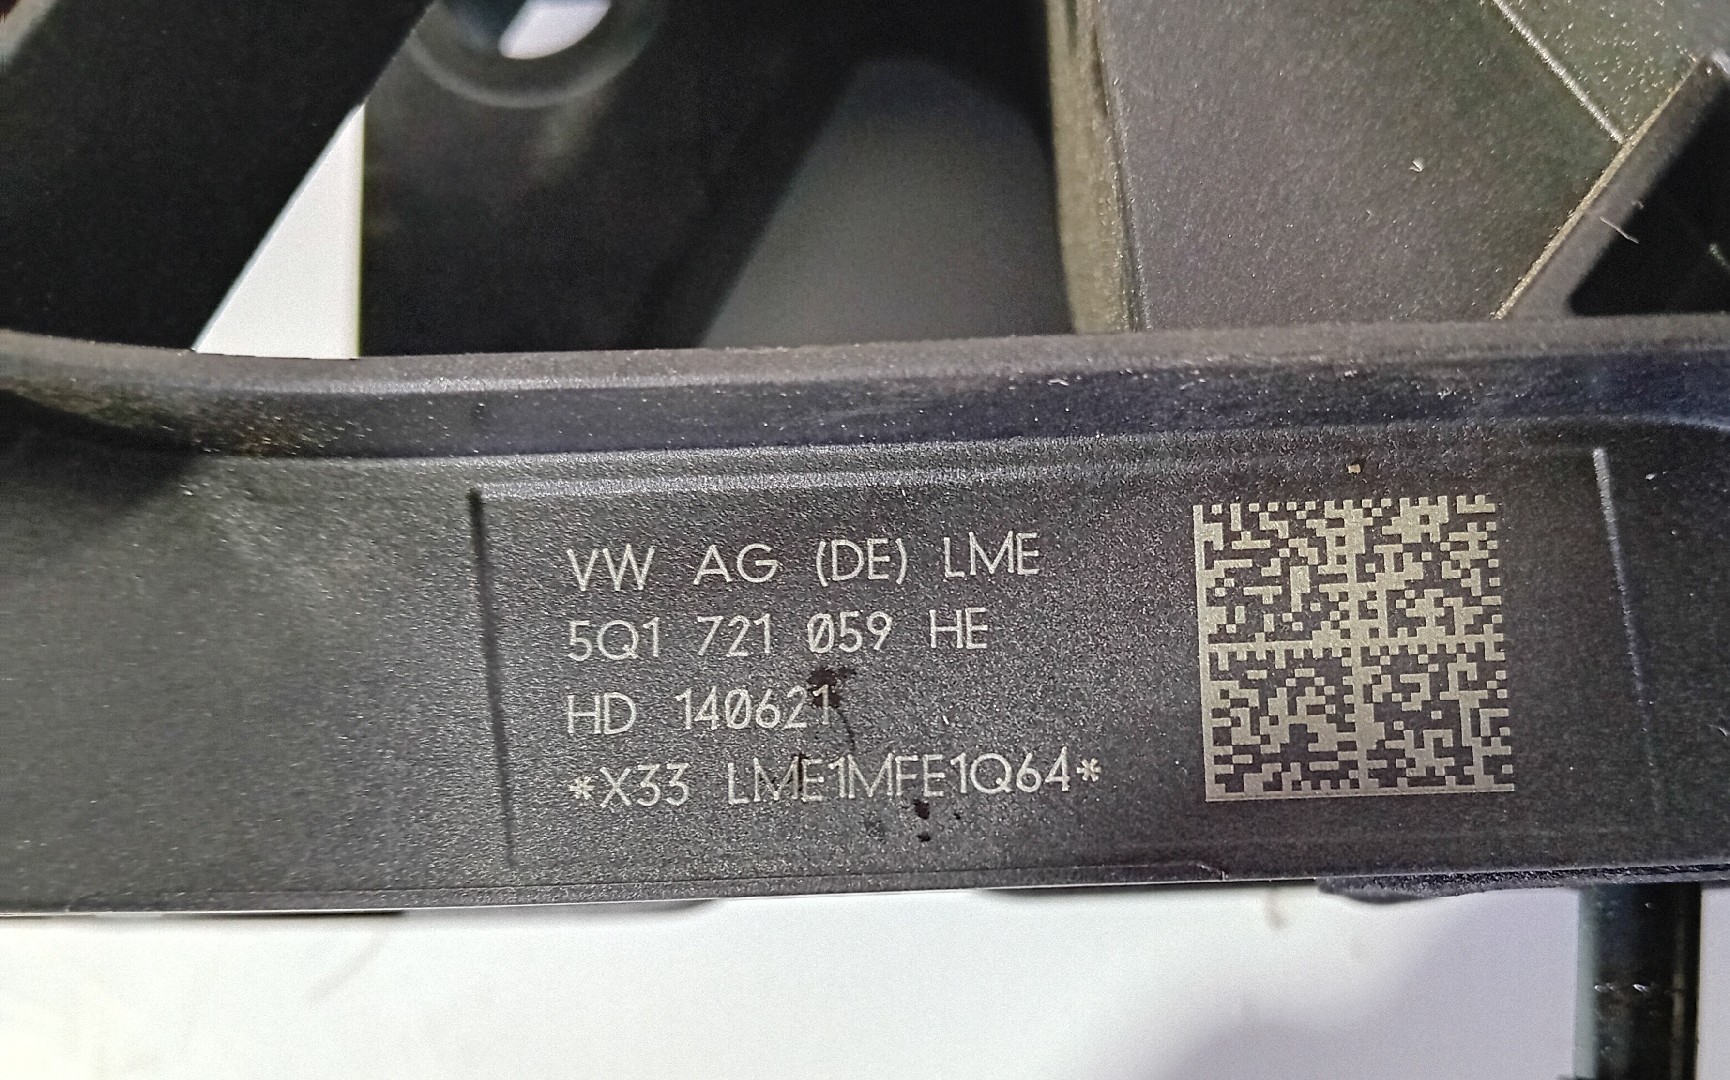 VW AG (DE) LME
5Q1 721 059 HE
HD 140621
*X33 LME1MFE1Q64*